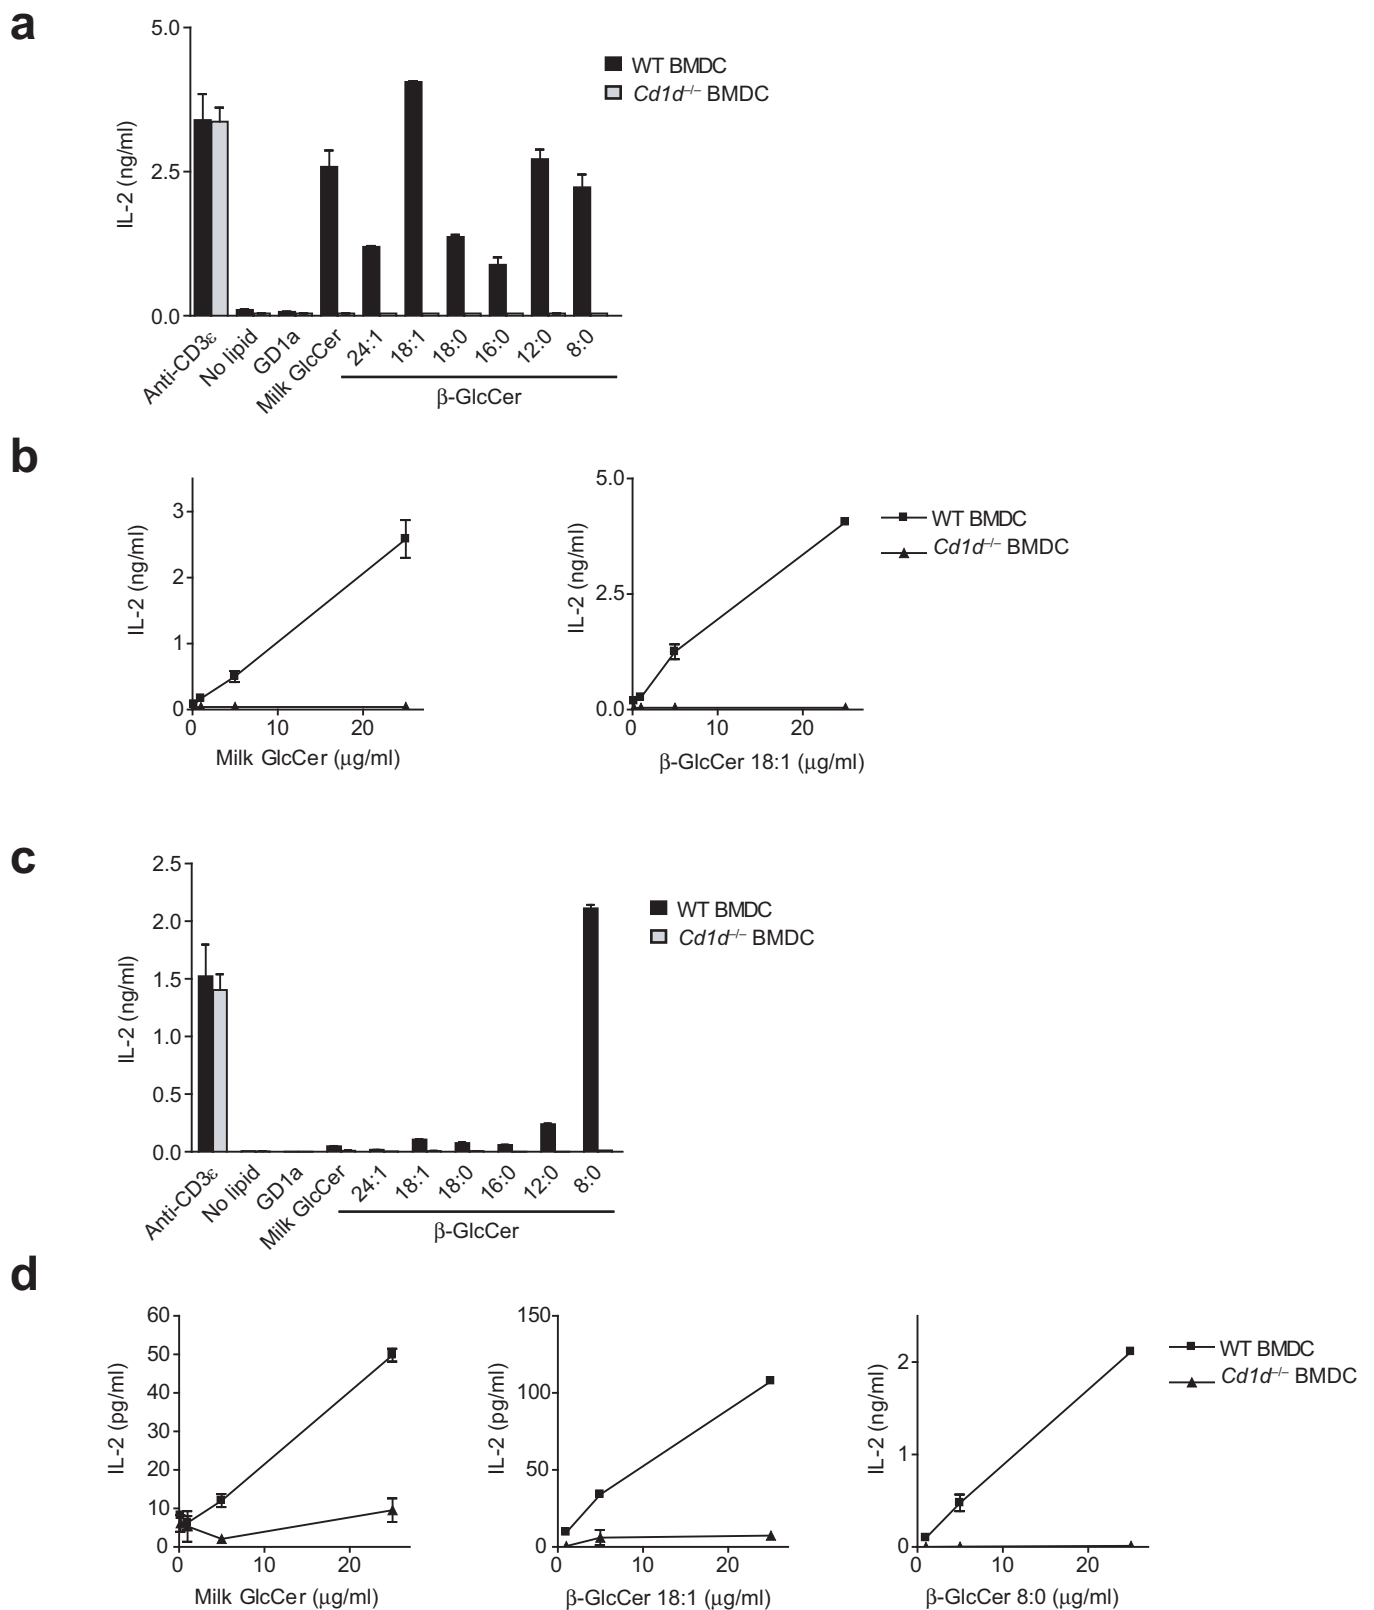 a
5.0
2.5
0.0
IL-2 (ng/ml)
WT BMDC
Cd1d–/– BMDC
Anti-CD3ε
No lipid
GD1a
Milk GlcCer
24:1
18:1
18:0
16:0
12:0
8:0
β-GlcCer
b
3
2
1
0
IL-2 (ng/ml)
0 10 20
Milk GlcCer (μg/ml)
5.0
2.5
0.0
IL-2 (ng/ml)
0 10 20
β-GlcCer 18:1 (μg/ml)
WT BMDC
Cd1d–/– BMDC
c
2.5
2.0
1.5
1.0
0.5
0.0
IL-2 (ng/ml)
WT BMDC
Cd1d–/– BMDC
Anti-CD3ε
No lipid
GD1a
Milk GlcCer
24:1
18:1
18:0
16:0
12:0
8:0
β-GlcCer
d
60
50
40
30
20
10
0
IL-2 (pg/ml)
0 10 20
Milk GlcCer (μg/ml)
150
100
50
0
IL-2 (pg/ml)
0 10 20
β-GlcCer 18:1 (μg/ml)
2
1
0
IL-2 (ng/ml)
0 10 20
β-GlcCer 8:0 (μg/ml)
WT BMDC
Cd1d–/– BMDC